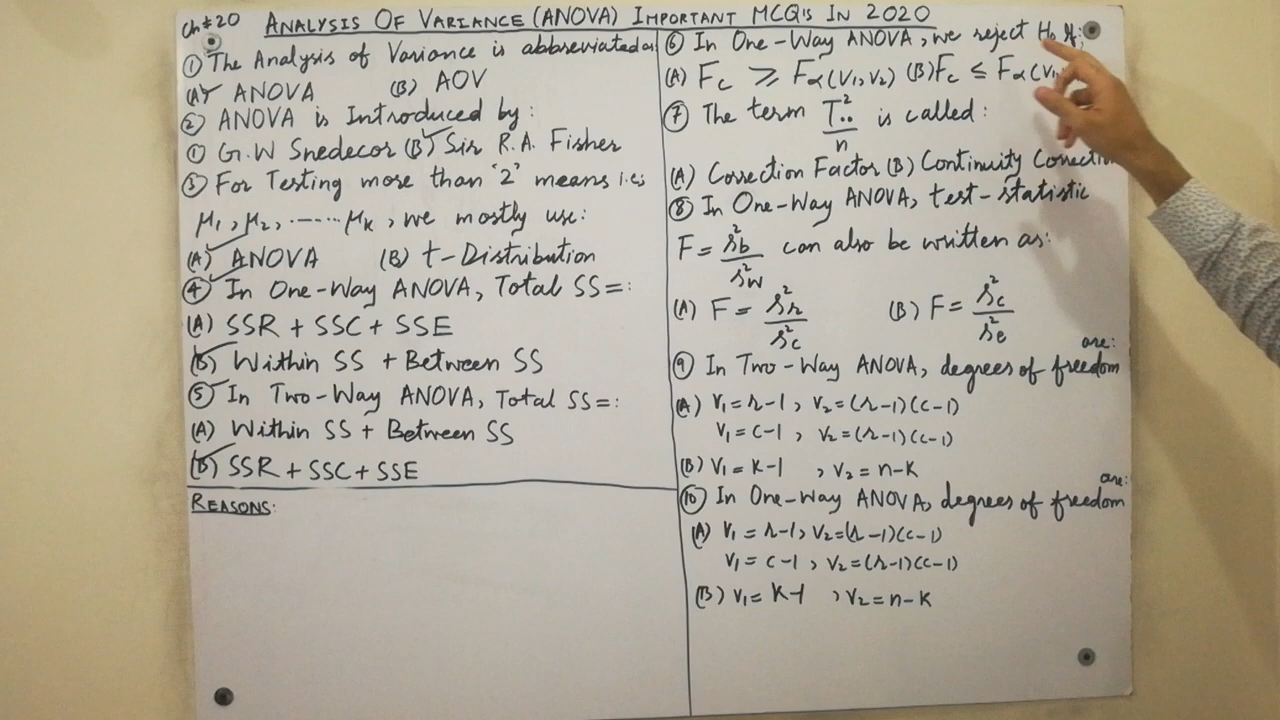 Ch#20 ANALYSIS OF VARIANCE (ANOVA) IMPORTANT MCQ'S IN 2020
① The Analysis of Variance is abbreviated as
(A) ANOVA (B) AOV
② ANOVA is Introduced by:
① G.W Snedecor (B) Sir R.A. Fisher
③ For Testing more than "2" means i.e;
μ₁, μ₂, ...... μₖ, we mostly use:
(A) ANOVA (B) t-Distribution
④ In One-Way ANOVA, Total SS=:
(A) SSR + SSC + SSE
(B) Within SS + Between SS
⑤ In Two-Way ANOVA, Total SS=:
(A) Within SS + Between SS
(B) SSR + SSC + SSE
REASONS:
⑥ In One-Way ANOVA, we reject H₀ if;
(A) Fc ≥ Fα(V₁,V₂) (B) Fc ≤ Fα(V₁,
⑦ The term T..²/n is called:
(A) Correction Factor (B) Continuity Correction
⑧ In One-Way ANOVA, test-statistic
F = s²b/s²w can also be written as:
(A) F = s²r/s²c (B) F = s²c/s²e
⑨ In Two-Way ANOVA, degrees of freedom are:
(A) V₁=r-1, V₂=(r-1)(c-1)
V₁=c-1, V₂=(r-1)(c-1)
(B) V₁=k-1, V₂=n-k
⑩ In One-Way ANOVA, degrees of freedom are:
(A) V₁=r-1, V₂=(r-1)(c-1)
V₁=c-1, V₂=(r-1)(c-1)
(B) V₁=k-1, V₂=n-k